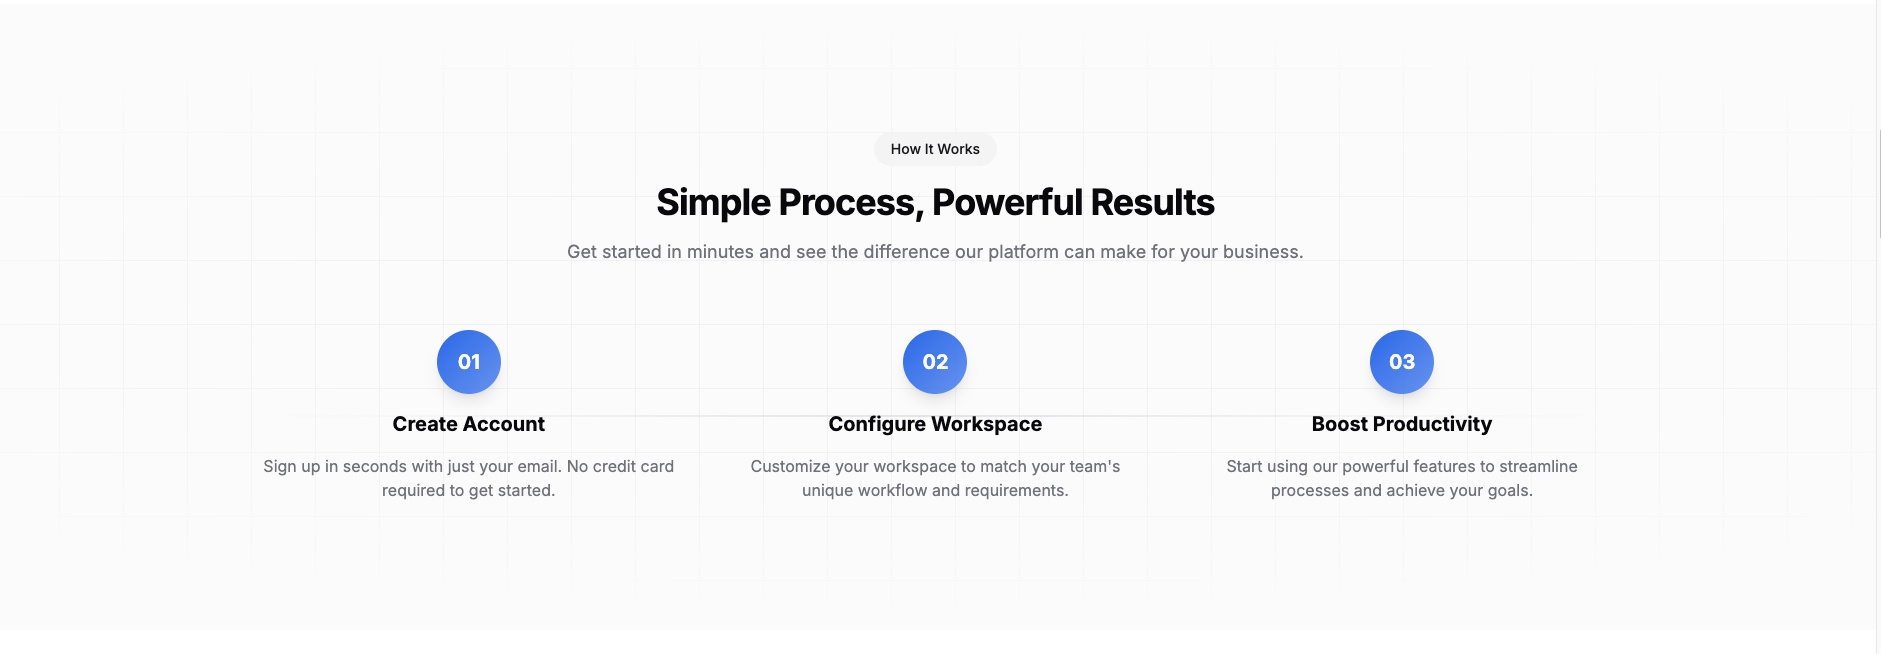 How It Works
Simple Process, Powerful Results
Get started in minutes and see the difference our platform can make for your business.
01
Create Account
Sign up in seconds with just your email. No credit card
required to get started.
02
Configure Workspace
Customize your workspace to match your team's
unique workflow and requirements.
03
Boost Productivity
Start using our powerful features to streamline
processes and achieve your goals.